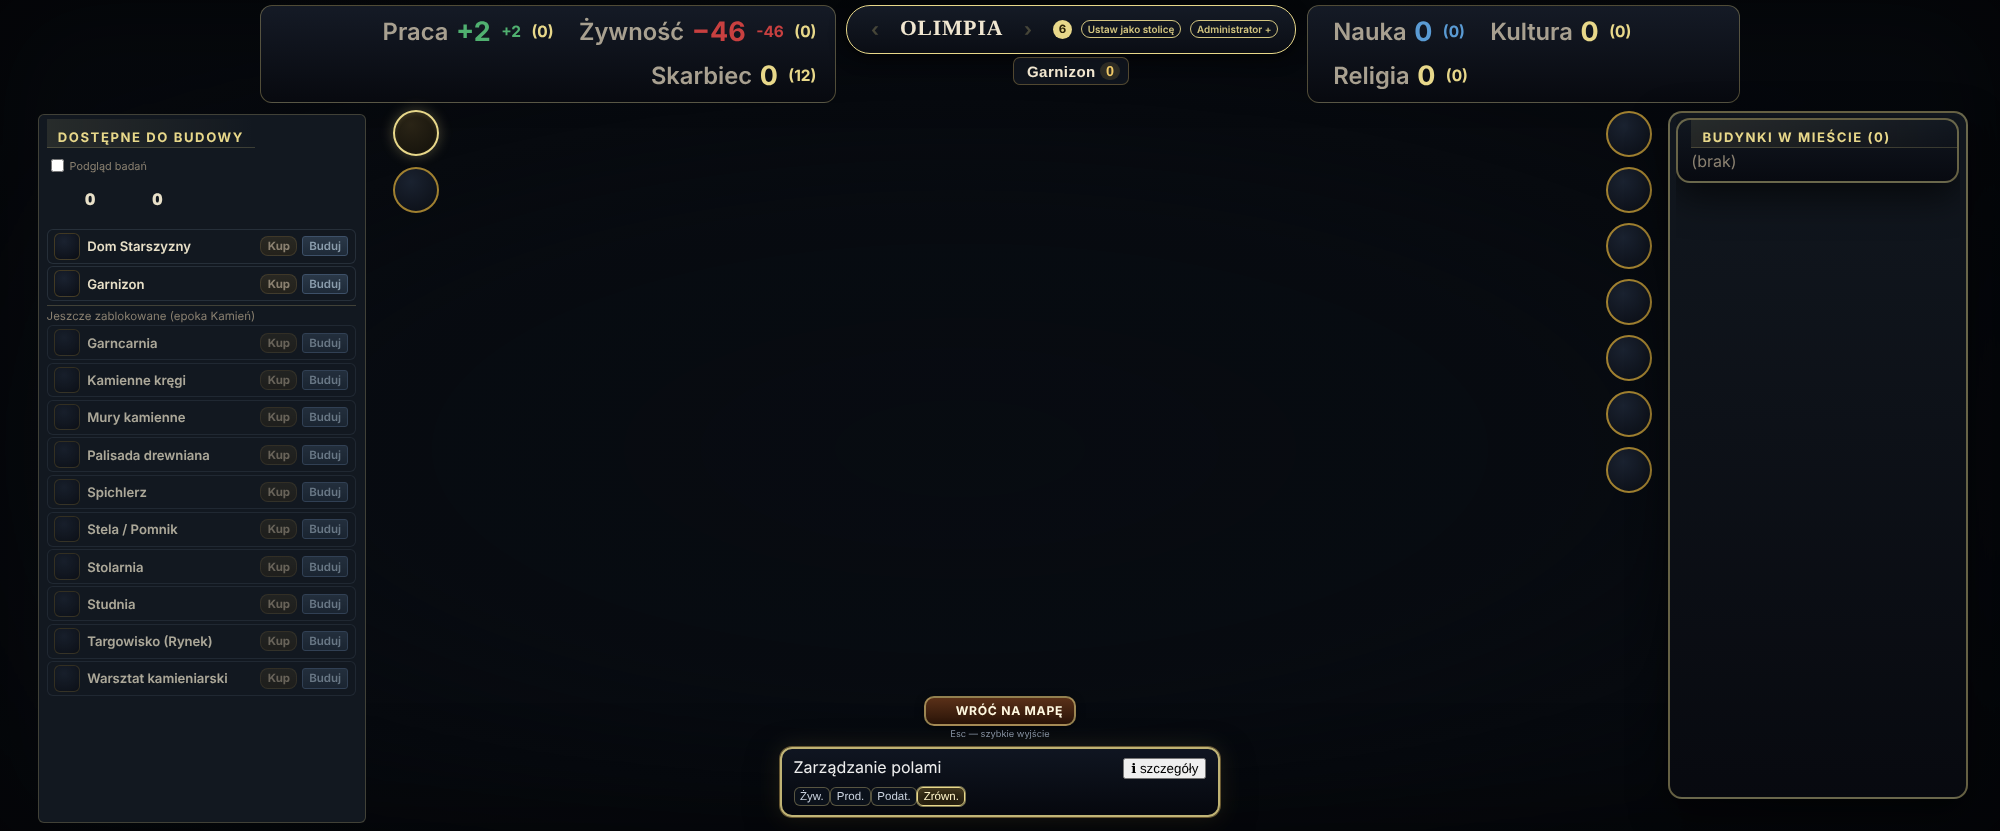 Praca +2 +2 (0) Żywność −46 -46 (0)
Skarbiec 0 (12)
‹ OLIMPIA › 6 Ustaw jako stolicę Administrator +
Garnizon 0
Nauka 0 (0) Kultura 0 (0)
Religia 0 (0)
DOSTĘPNE DO BUDOWY
Podgląd badań
0 0
Dom Starszyzny Kup Buduj
Garnizon Kup Buduj
Jeszcze zablokowane (epoka Kamień)
Garncarnia Kup Buduj
Kamienne kręgi Kup Buduj
Mury kamienne Kup Buduj
Palisada drewniana Kup Buduj
Spichlerz Kup Buduj
Stela / Pomnik Kup Buduj
Stolarnia Kup Buduj
Studnia Kup Buduj
Targowisko (Rynek) Kup Buduj
Warsztat kamieniarski Kup Buduj
BUDYNKI W MIEŚCIE (0)
(brak)
WRÓĆ NA MAPĘ
Esc — szybkie wyjście
Zarządzanie polami ℹ szczegóły
Żyw. Prod. Podat. Zrówn.